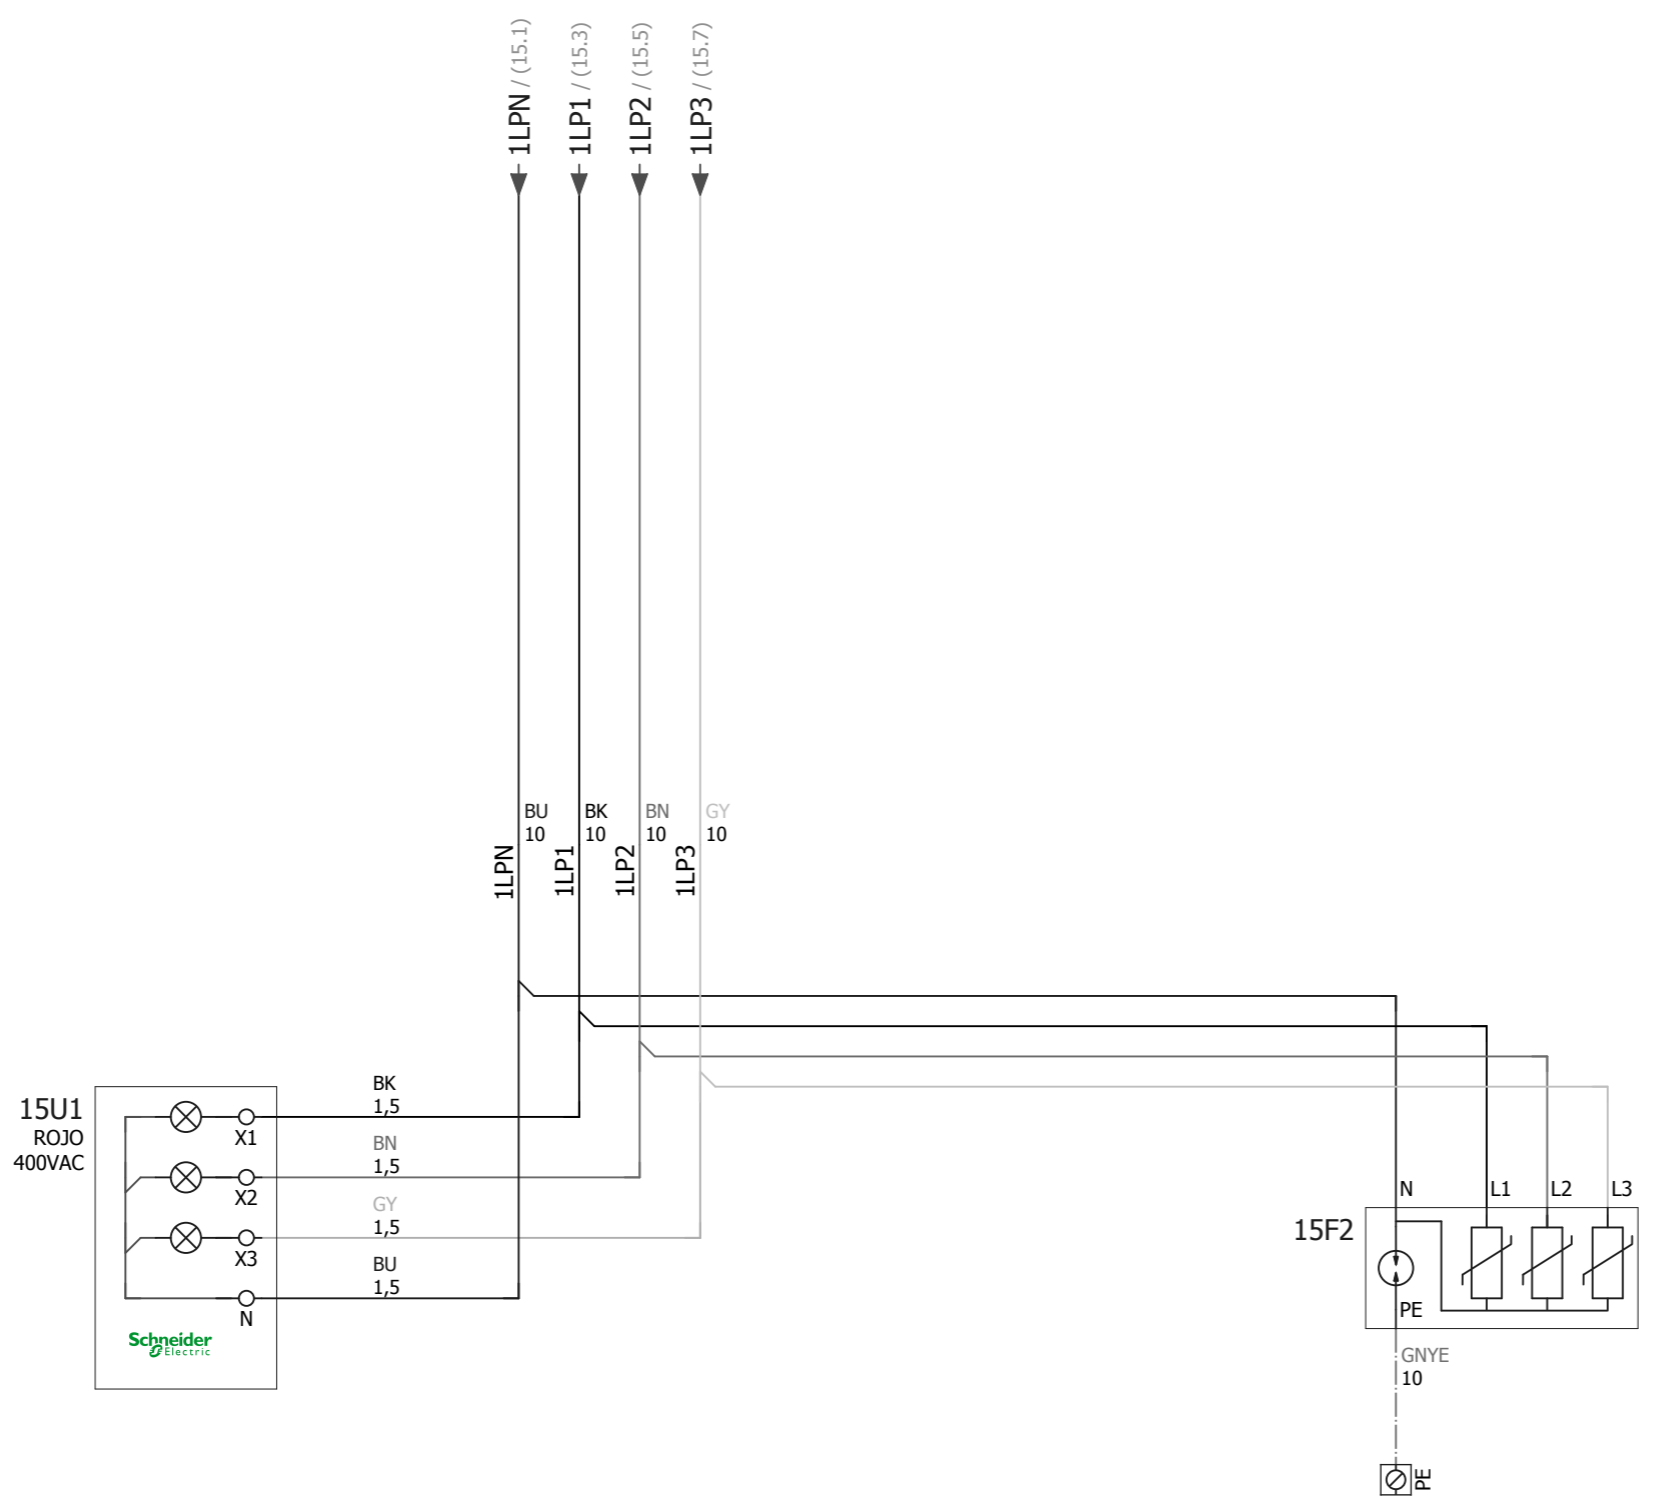 1LPN / (15.1)
1LP1 / (15.3)
1LP2 / (15.5)
1LP3 / (15.7)
BU
10
BK
10
BN
10
GY
10
1LPN
1LP1
1LP2
1LP3
15U1
ROJO
400VAC
BK
1,5
X1
BN
1,5
X2
GY
1,5
X3
BU
1,5
N
Schneider
Electric
N
L1
L2
L3
15F2
PE
GNYE
10
PE